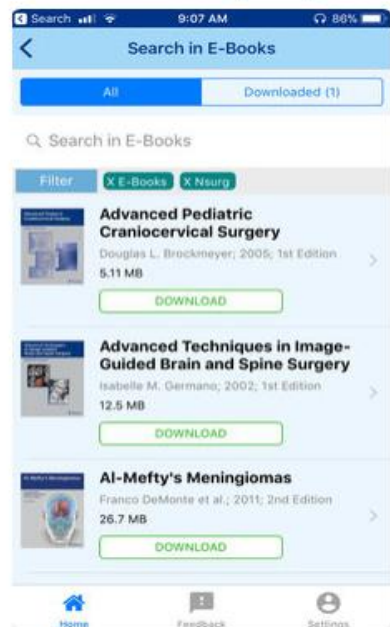 Search 9:07 AM 86%
Search in E-Books
All Downloaded (1)
Search in E-Books
Filter X E-Books X Nsurg
Advanced Pediatric
Craniocervical Surgery
Douglas L. Brockmeyer; 2005; 1st Edition
5.11 MB
DOWNLOAD
Advanced Techniques in Image-
Guided Brain and Spine Surgery
Isabelle M. Germano; 2002; 1st Edition
12.5 MB
DOWNLOAD
Al-Mefty's Meningiomas
Al-Mefty's Meningiomas
Franco DeMonte et al.; 2011; 2nd Edition
26.7 MB
DOWNLOAD
Home Feedback Settings